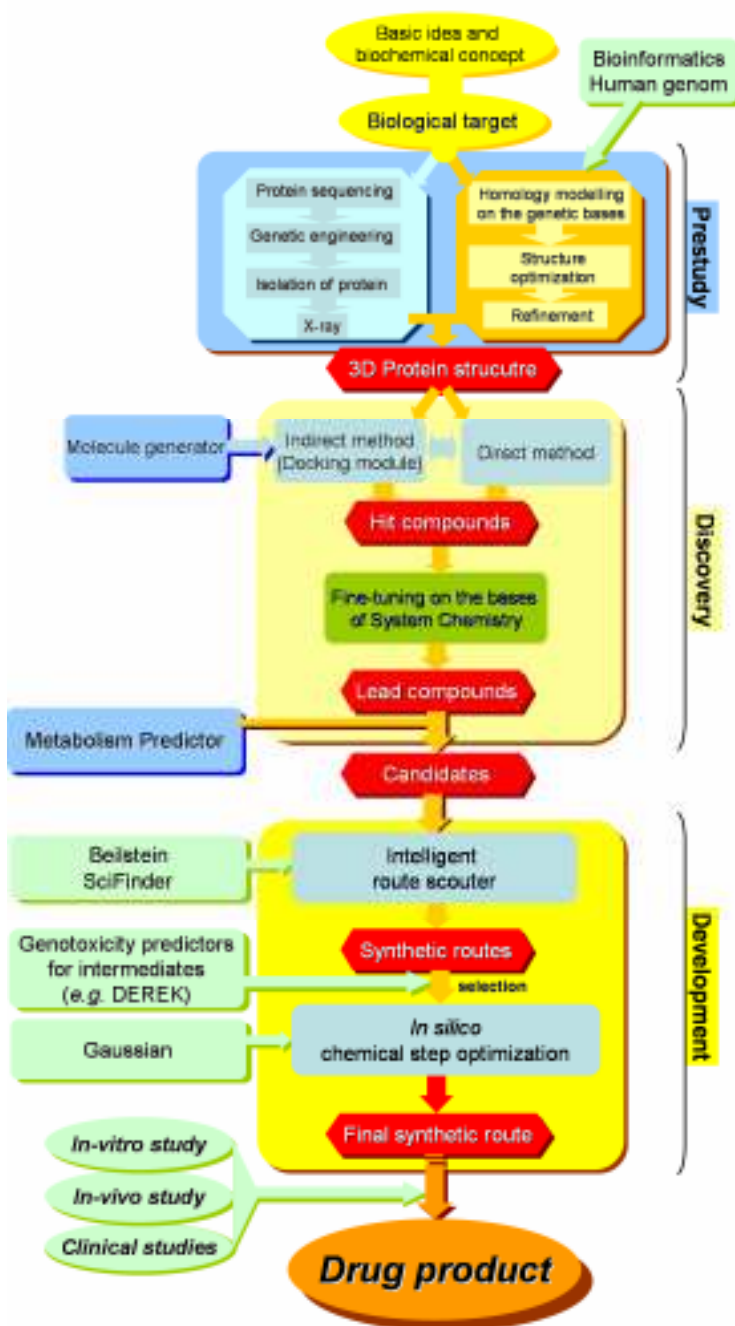 Basic idea and
biochemical concept
Bioinformatics
Human genom
Biological target
Protein sequencing
Genetic engineering
Isolation of protein
X-ray
Homology modelling
on the genetic bases
Structure
optimization
Refinement
Prestudy
3D Protein strucutre
Molecule generator
Indirect method
(Docking module)
Direct method
Hit compounds
Fine-tuning on the bases
of System Chemistry
Lead compounds
Discovery
Metabolism Predictor
Candidates
Beilstein
SciFinder
Intelligent
route scouter
Synthetic routes
Genotoxicity predictors
for intermediates
(e.g. DEREK)
selection
In silico
chemical step optimization
Gaussian
Final synthetic route
Development
In-vitro study
In-vivo study
Clinical studies
Drug product